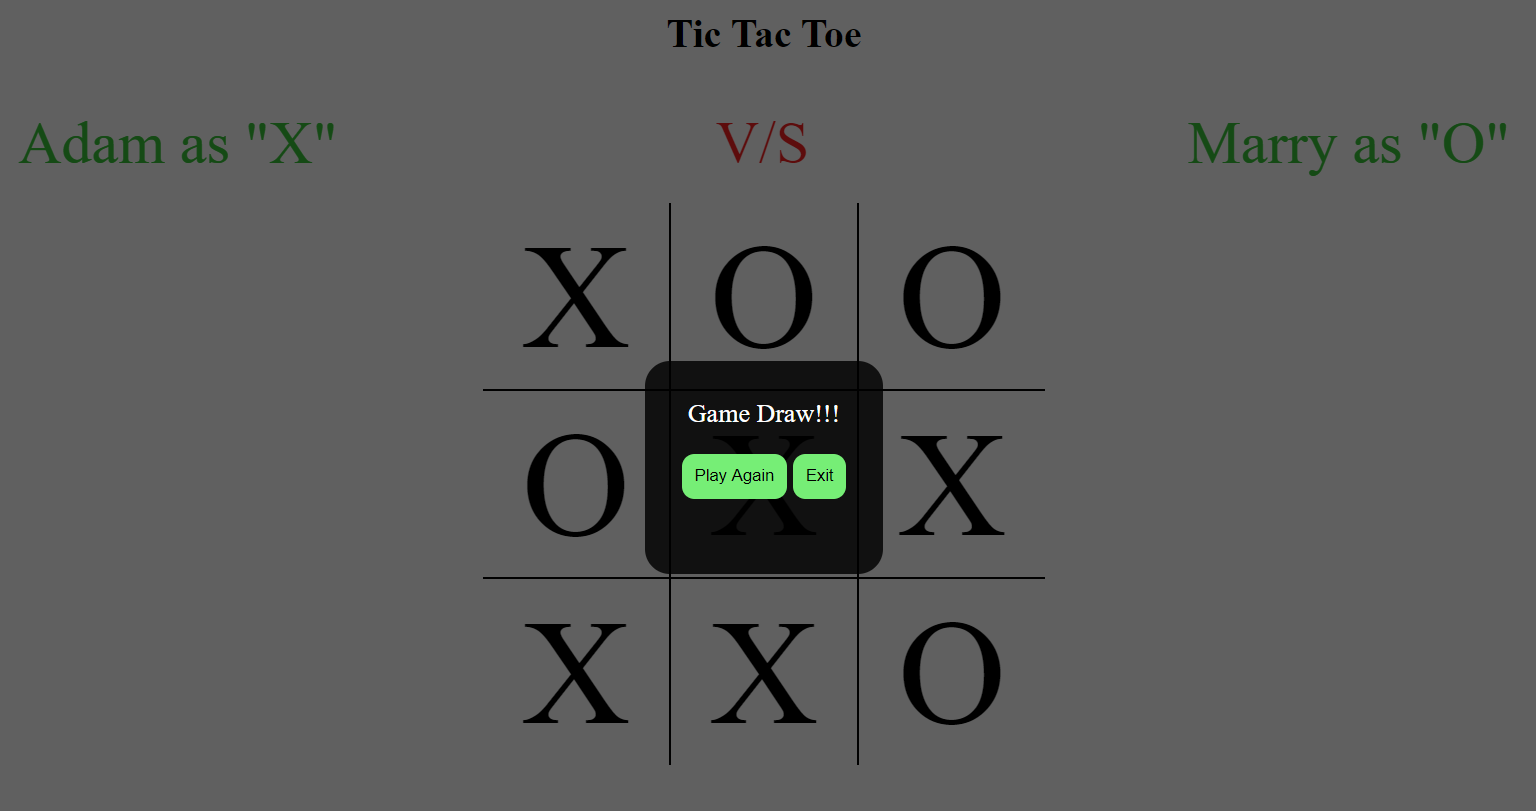 Tic Tac Toe
Adam as "X" V/S Marry as "O"
X O O
Game Draw!!!
O X X
Play Again Exit
X X O